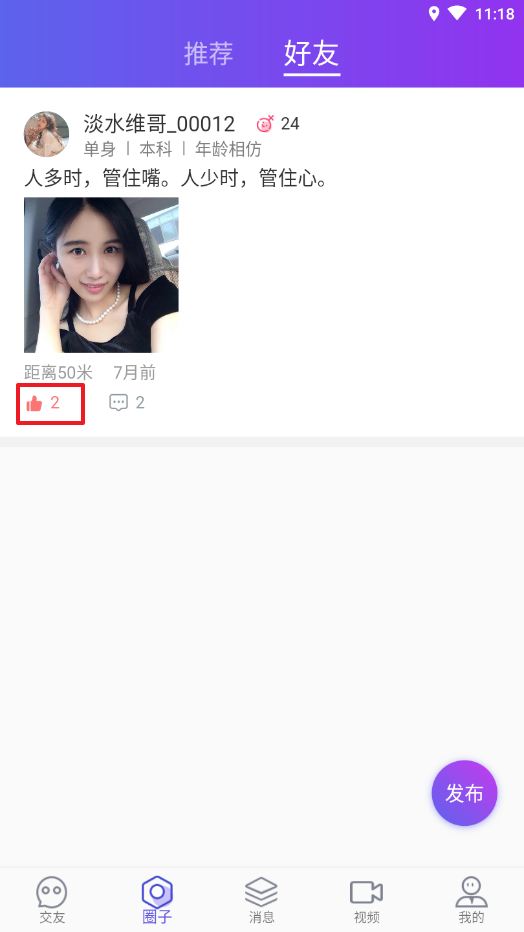 11:18
推荐 好友
淡水维哥_00012 24
单身 | 本科 | 年龄相仿
人多时，管住嘴。人少时，管住心。
距离50米 7月前
2 2
发布
交友 圈子 消息 视频 我的